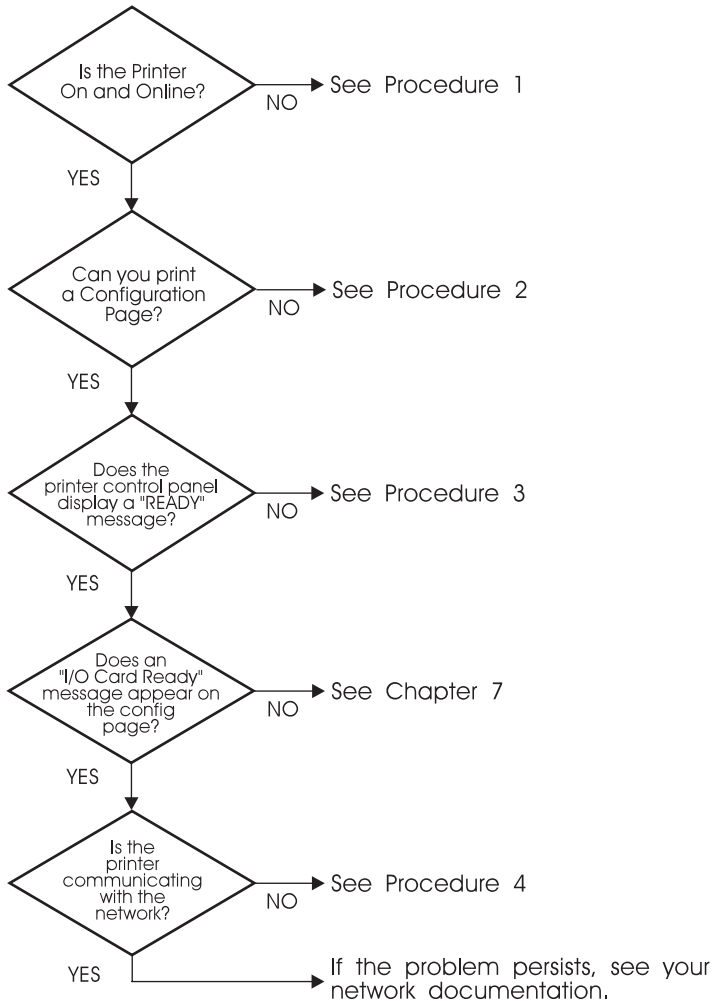 Is the Printer
On and Online?
NO
See Procedure 1
YES
Can you print
a Configuration
Page?
NO
See Procedure 2
YES
Does the
printer control panel
display a "READY"
message?
NO
See Procedure 3
YES
Does an
"I/O Card Ready"
message appear on
the config
page?
NO
See Chapter 7
YES
Is the
printer
communicating
with the
network?
NO
See Procedure 4
YES
If the problem persists, see your
network documentation.